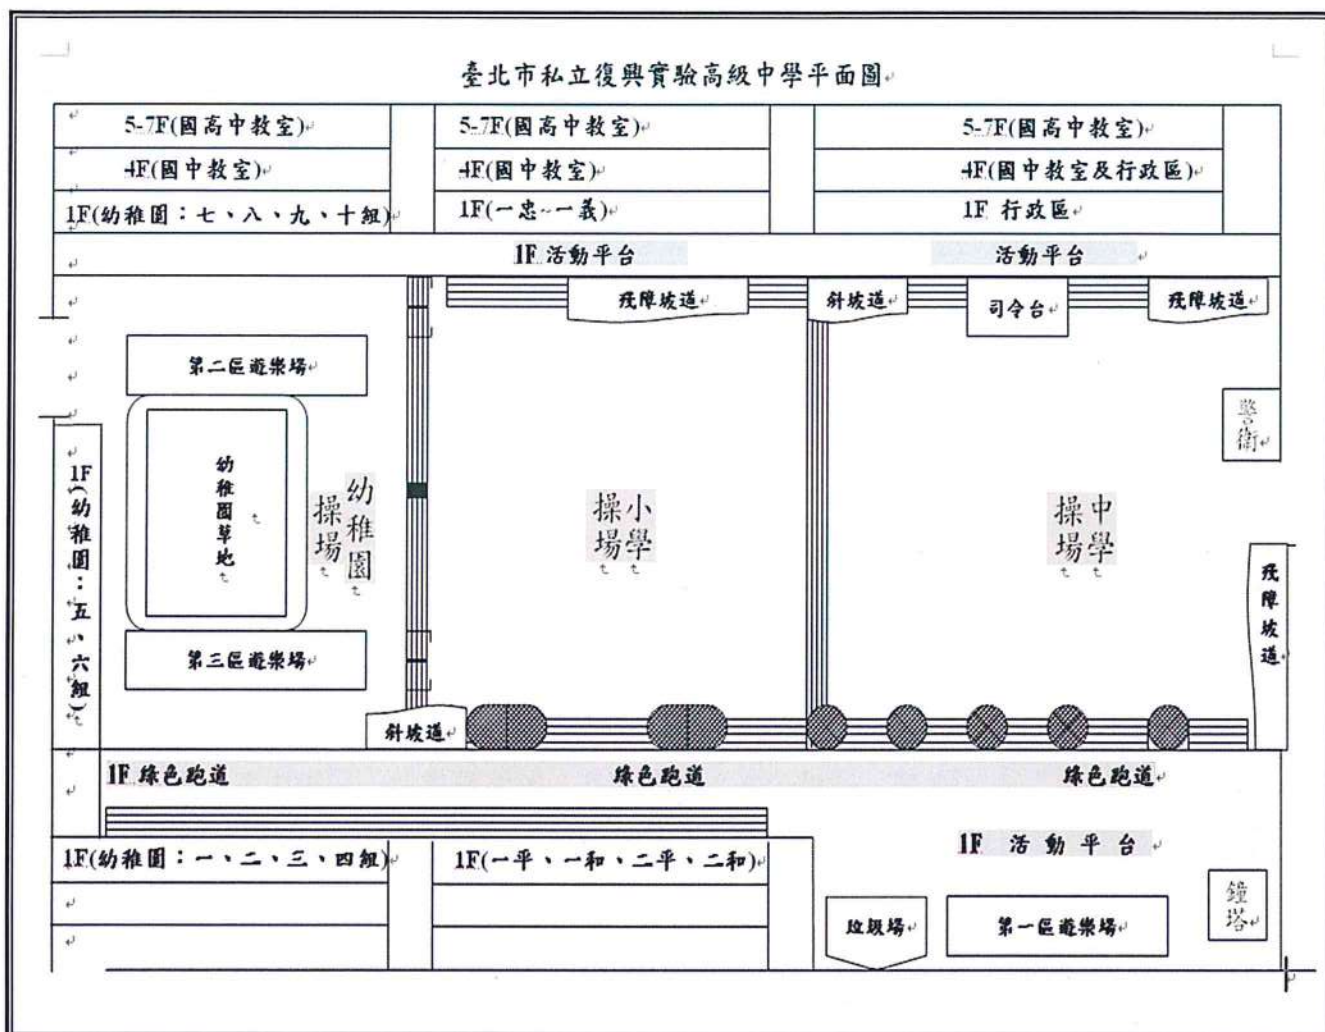 臺北市私立復興實驗高級中學平面圖
5-7F(國高中教室)
5-7F(國高中教室)
5-7F(國高中教室)
4F(國中教室)
4F(國中教室)
4F(國中教室及行政區)
1F(幼稚園：七、八、九、十組)
1F(一忠~一義)
1F 行政區
1F 活動平台
活動平台
殘障坡道
斜坡道
司令台
殘障坡道
第二區遊樂場
警衛
1F(幼稚園：五、六組)
幼稚園草地
幼稚園
操場
小學
操場
中學
操場
殘障坡道
第三區遊樂場
斜坡道
1F 綠色跑道
綠色跑道
綠色跑道
1F 活動平台
1F(幼稚園：一、二、三、四組)
1F(一平、一和、二平、二和)
垃圾場
第一區遊樂場
鐘塔